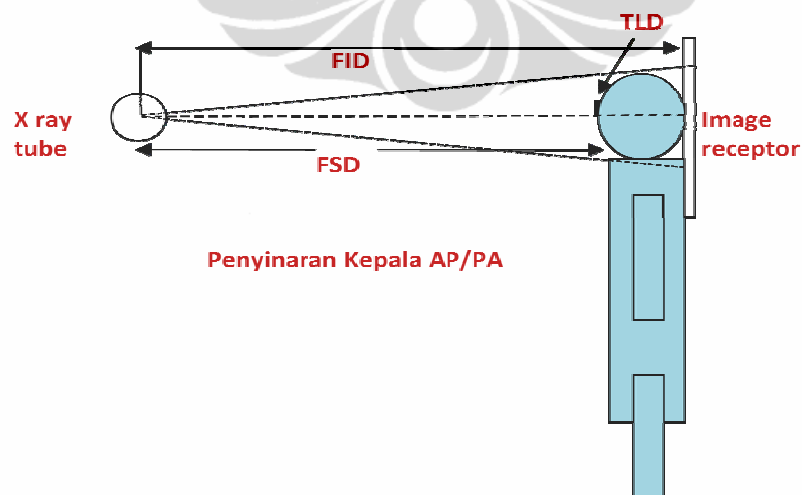 TLD
FID
X ray
tube
Image
receptor
FSD
Penyinaran Kepala AP/PA